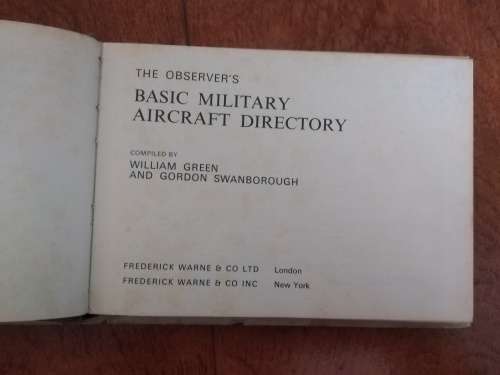 THE OBSERVER'S
BASIC MILITARY
AIRCRAFT DIRECTORY
COMPILED BY
WILLIAM GREEN
AND GORDON SWANBOROUGH
FREDERICK WARNE & CO LTD London
FREDERICK WARNE & CO INC New York